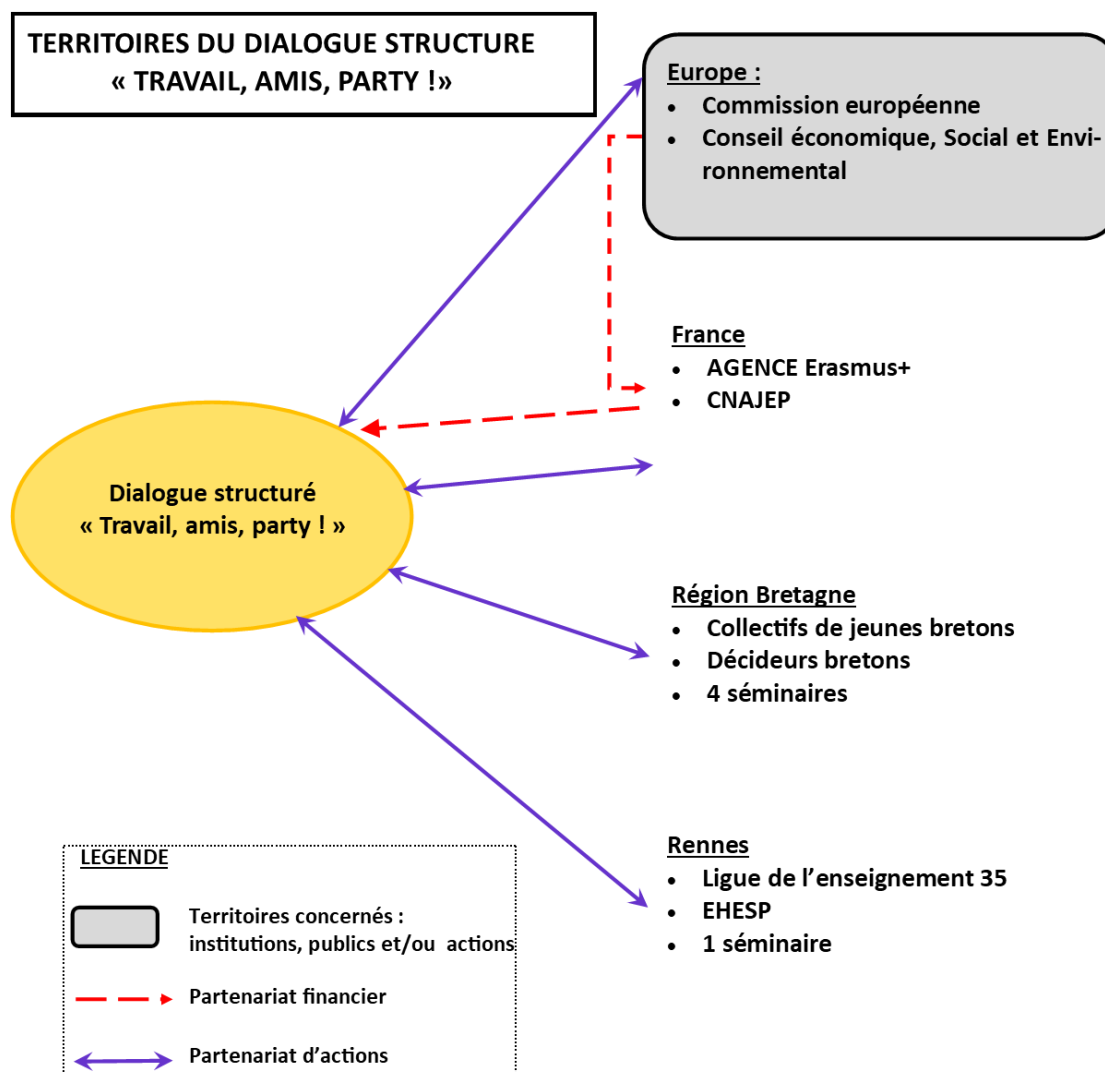 TERRITOIRES DU DIALOGUE STRUCTURE
« TRAVAIL, AMIS, PARTY !»
Europe :
• Commission européenne
• Conseil économique, Social et Envi-
ronnemental
France
• AGENCE Erasmus+
• CNAJEP
Dialogue structuré
« Travail, amis, party ! »
Région Bretagne
• Collectifs de jeunes bretons
• Décideurs bretons
• 4 séminaires
Rennes
• Ligue de l’enseignement 35
• EHESP
• 1 séminaire
LEGENDE
Territoires concernés :
institutions, publics et/ou actions
Partenariat financier
Partenariat d’actions